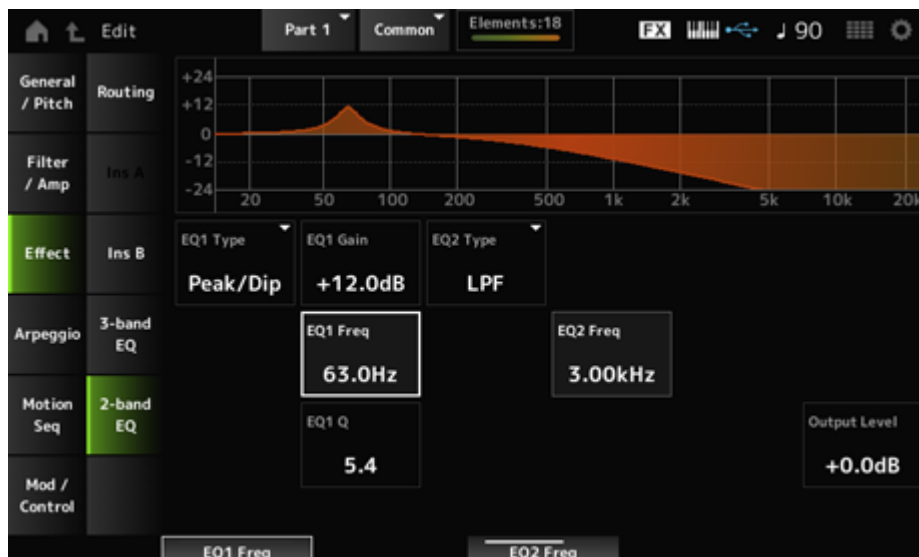 Edit
Part 1
Common
Elements:18
FX
♩ 90
General / Pitch
Routing
Filter / Amp
Ins A
Effect
Ins B
Arpeggio
3-band EQ
Motion Seq
2-band EQ
Mod / Control
+24
+12
0
-12
-24
20 50 100 200 500 1k 2k 5k 10k 20k
EQ1 Type
Peak/Dip
EQ1 Gain
+12.0dB
EQ2 Type
LPF
EQ1 Freq
63.0Hz
EQ2 Freq
3.00kHz
EQ1 Q
5.4
Output Level
+0.0dB
EQ1 Freq
EQ2 Freq